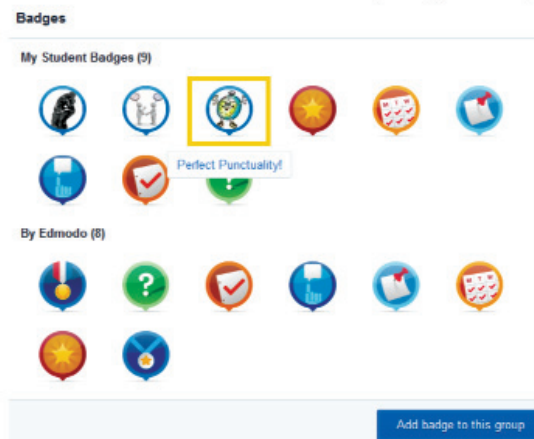 Badges
My Student Badges (9)
Perfect Punctuality!
?
By Edmodo (8)
?
Add badge to this group